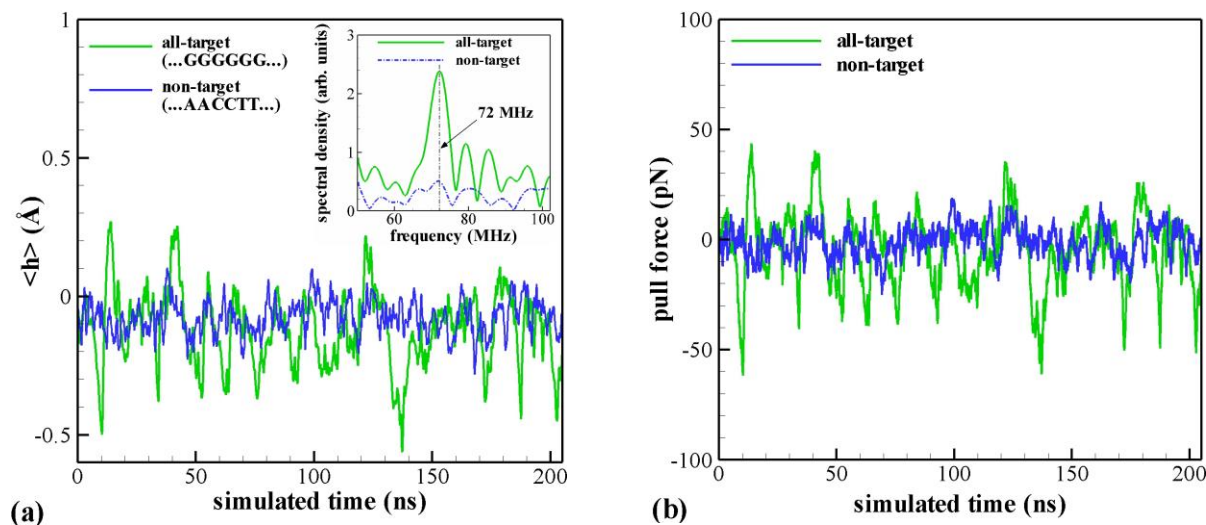 1
0.5
0
-0.5
<h> (Å)
all-target
(...GGGGGG...)
non-target
(...AACCTT...)
3
2
1
0
spectral density (arb. units)
all-target
non-target
72 MHz
60 80 100
frequency (MHz)
0 50 100 150 200
simulated time (ns)
(a)
100
50
0
-50
-100
pull force (pN)
all-target
non-target
0 50 100 150 200
simulated time (ns)
(b)